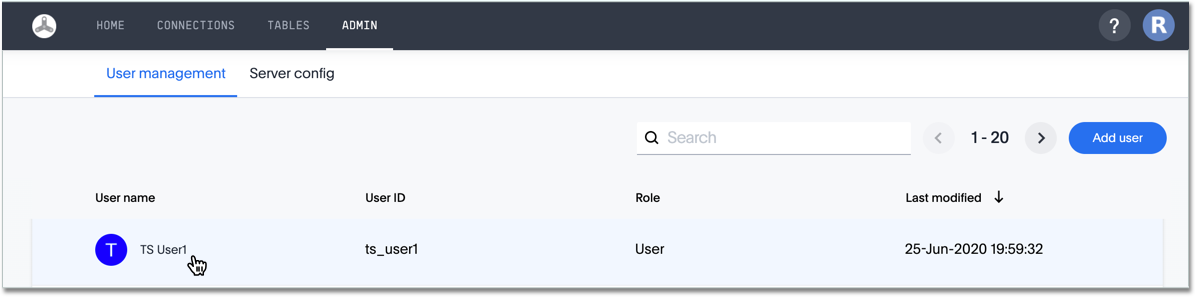 HOME CONNECTIONS TABLES ADMIN ? R
User management Server config
Search 1 - 20 Add user
User name User ID Role Last modified
T TS User1 ts_user1 User 25-Jun-2020 19:59:32